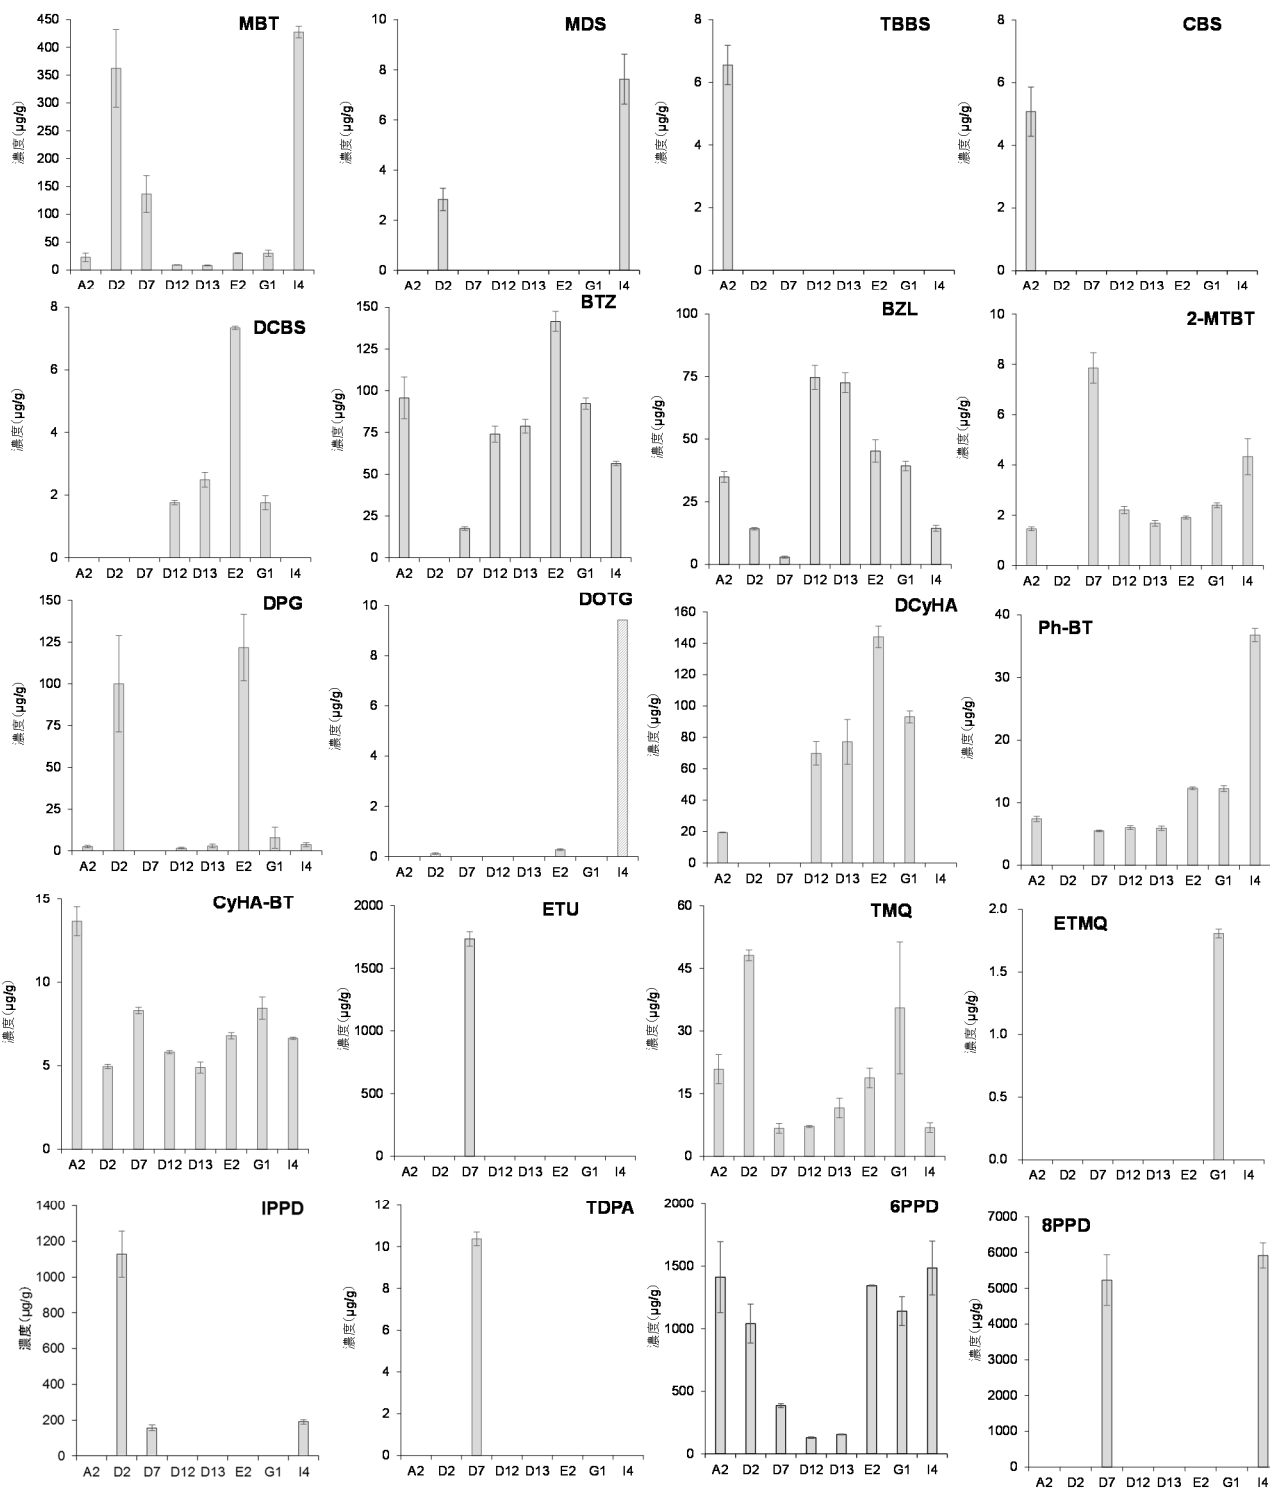 MBT
濃度(µg/g)
450
400
350
300
250
200
150
100
50
0
A2 D2 D7 D12 D13 E2 G1 I4
MDS
濃度(µg/g)
10
8
6
4
2
0
A2 D2 D7 D12 D13 E2 G1 I4
TBBS
濃度(µg/g)
8
6
4
2
0
A2 D2 D7 D12 D13 E2 G1 I4
CBS
濃度(µg/g)
8
6
4
2
0
A2 D2 D7 D12 D13 E2 G1 I4
DCBS
濃度(µg/g)
8
6
4
2
0
A2 D2 D7 D12 D13 E2 G1 I4
BTZ
濃度(µg/g)
150
125
100
75
50
25
0
A2 D2 D7 D12 D13 E2 G1 I4
BZL
濃度(µg/g)
100
75
50
25
0
A2 D2 D7 D12 D13 E2 G1 I4
2-MTBT
濃度(µg/g)
10
8
6
4
2
0
A2 D2 D7 D12 D13 E2 G1 I4
DPG
濃度(µg/g)
150
125
100
75
50
25
0
A2 D2 D7 D12 D13 E2 G1 I4
DOTG
濃度(µg/g)
10
8
6
4
2
0
A2 D2 D7 D12 D13 E2 G1 I4
DCyHA
濃度(µg/g)
160
140
120
100
80
60
40
20
0
A2 D2 D7 D12 D13 E2 G1 I4
Ph-BT
濃度(µg/g)
40
30
20
10
0
A2 D2 D7 D12 D13 E2 G1 I4
CyHA-BT
濃度(µg/g)
15
10
5
0
A2 D2 D7 D12 D13 E2 G1 I4
ETU
濃度(µg/g)
2000
1500
1000
500
0
A2 D2 D7 D12 D13 E2 G1 I4
TMQ
濃度(µg/g)
60
45
30
15
0
A2 D2 D7 D12 D13 E2 G1 I4
ETMQ
濃度(µg/g)
2.0
1.5
1.0
0.5
0.0
A2 D2 D7 D12 D13 E2 G1 I4
IPPD
濃度(µg/g)
1400
1200
1000
800
600
400
200
0
A2 D2 D7 D12 D13 E2 G1 I4
TDPA
濃度(µg/g)
12
10
8
6
4
2
0
A2 D2 D7 D12 D13 E2 G1 I4
6PPD
濃度(µg/g)
2000
1500
1000
500
0
A2 D2 D7 D12 D13 E2 G1 I4
8PPD
濃度(µg/g)
7000
6000
5000
4000
3000
2000
1000
0
A2 D2 D7 D12 D13 E2 G1 I4